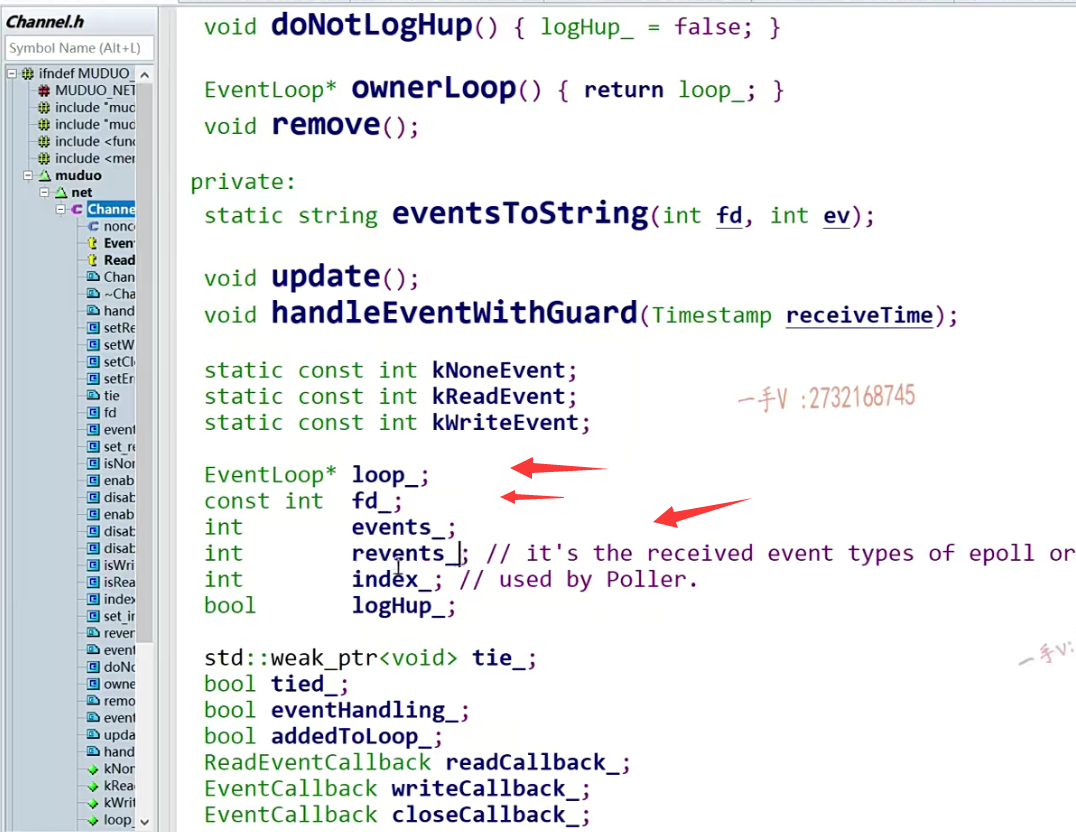 Channel.h
Symbol Name (Alt+L)
ifndef MUDUO_
MUDUO_NET
include "mud
include "mud
include <func
include <mer
muduo
net
Channe
nonc
Even
Read
Chan
~Cha
hand
setRe
setW
setCl
setEr
tie
fd
event
set_re
isNor
enab
disab
enab
disab
disab
isWri
isRea
index
set_in
rever
event
doNo
owne
remo
event
upda
hand
kNor
kRea
kWrit
loop_
void doNotLogHup() { logHup_ = false; }
EventLoop* ownerLoop() { return loop_; }
void remove();
private:
static string eventsToString(int fd, int ev);
void update();
void handleEventWithGuard(Timestamp receiveTime);
static const int kNoneEvent;
static const int kReadEvent;
static const int kWriteEvent;
一手V :2732168745
EventLoop* loop_;
const int fd_;
int events_;
int revents_; // it's the received event types of epoll or
int index_; // used by Poller.
bool logHup_;
一手V:
std::weak_ptr<void> tie_;
bool tied_;
bool eventHandling_;
bool addedToLoop_;
ReadEventCallback readCallback_;
EventCallback writeCallback_;
EventCallback closeCallback_;